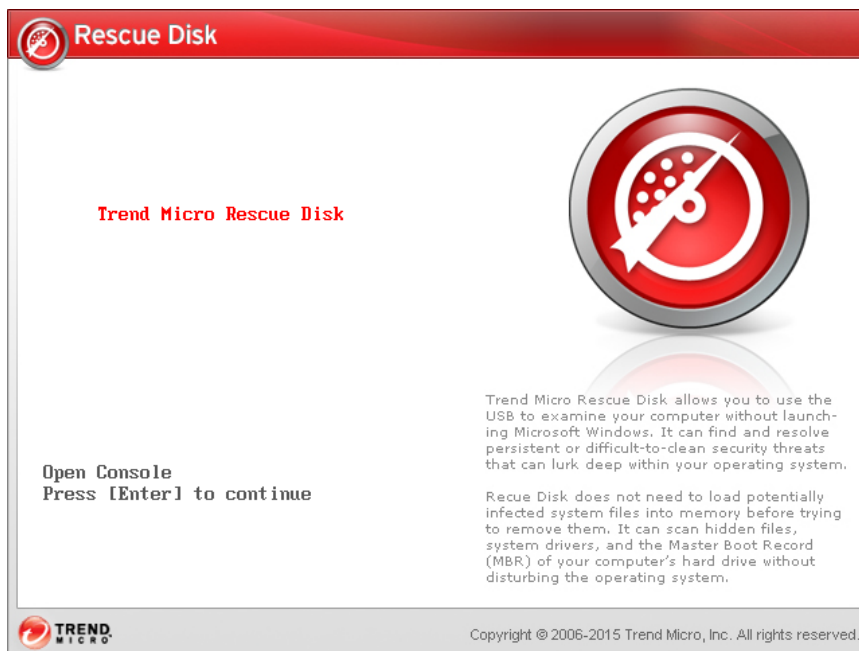 Rescue Disk
Trend Micro Rescue Disk
Open Console
Press [Enter] to continue
Trend Micro Rescue Disk allows you to use the
USB to examine your computer without launch-
ing Microsoft Windows. It can find and resolve
persistent or difficult-to-clean security threats
that can lurk deep within your operating system.
Recue Disk does not need to load potentially
infected system files into memory before trying
to remove them. It can scan hidden files,
system drivers, and the Master Boot Record
(MBR) of your computer's hard drive without
disturbing the operating system.
TREND
MICRO
Copyright © 2006-2015 Trend Micro, Inc. All rights reserved.